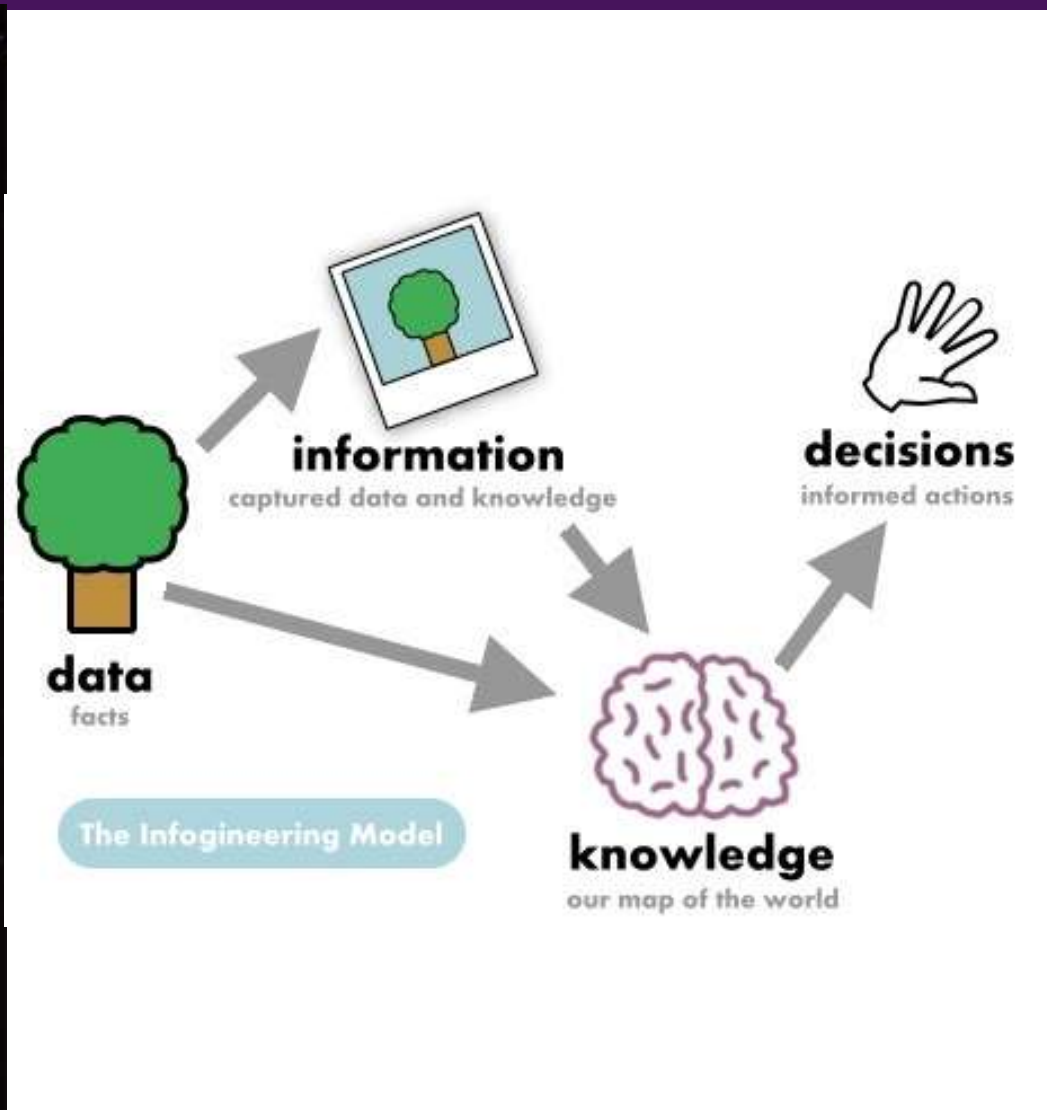 information
captured data and knowledge
decisions
informed actions
data
facts
The Infogineering Model
knowledge
our map of the world